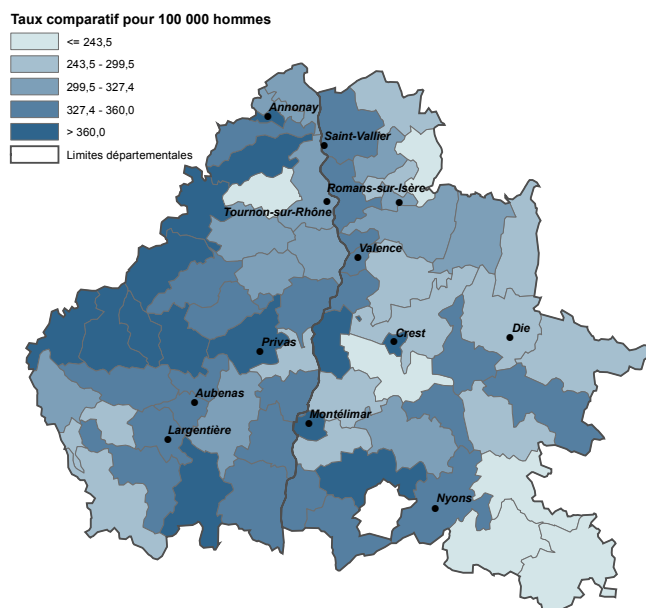 Taux comparatif pour 100 000 hommes
<= 243,5
243,5 - 299,5
299,5 - 327,4
327,4 - 360,0
> 360,0
Limites départementales
Annonay
Saint-Vallier
Romans-sur-Isère
Tournon-sur-Rhône
Valence
Die
Crest
Privas
Aubenas
Montélimar
Largentière
Nyons